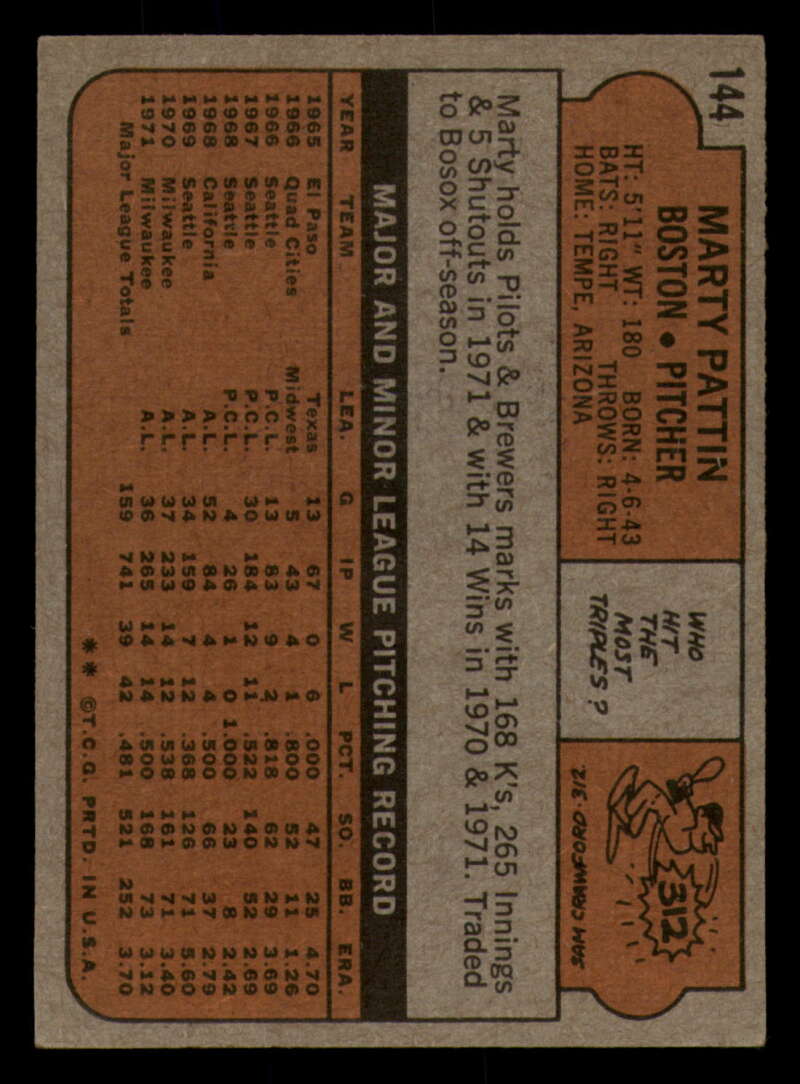 144
MARTY PATTIN
BOSTON • PITCHER
HT: 5'11" WT: 180 BORN: 4-6-43
BATS: RIGHT THROWS: RIGHT
HOME: TEMPE, ARIZONA
WHO
HIT
THE
MOST
TRIPLES?
312
SAM CRAWFORD-312.
Marty holds Pilots & Brewers marks with 168 K's, 265 Innings
& 5 Shutouts in 1971 & with 14 Wins in 1970 & 1971. Traded
to Bosox off-season.
MAJOR AND MINOR LEAGUE PITCHING RECORD
YEAR TEAM LEA. G IP W L PCT. SO. BB. ERA.
1965 El Paso Texas 13 67 0 6 .000 47 25 4.70
1966 Quad Cities Midwest 5 43 4 1 .800 52 11 1.26
1966 Seattle P.C.L. 13 83 9 2 .818 62 29 3.69
1967 Seattle P.C.L. 30 184 12 11 .522 140 52 2.69
1968 Seattle P.C.L. 4 26 1 0 1.000 23 8 2.42
1968 California A.L. 52 84 4 4 .500 66 37 2.79
1969 Seattle A.L. 34 159 7 12 .368 126 71 5.60
1970 Milwaukee A.L. 37 233 14 12 .538 161 71 3.40
1971 Milwaukee A.L. 36 265 14 14 .500 168 73 3.12
Major League Totals 159 741 39 42 .481 521 252 3.70
** ©T.C.G. PRTD. IN U.S.A.